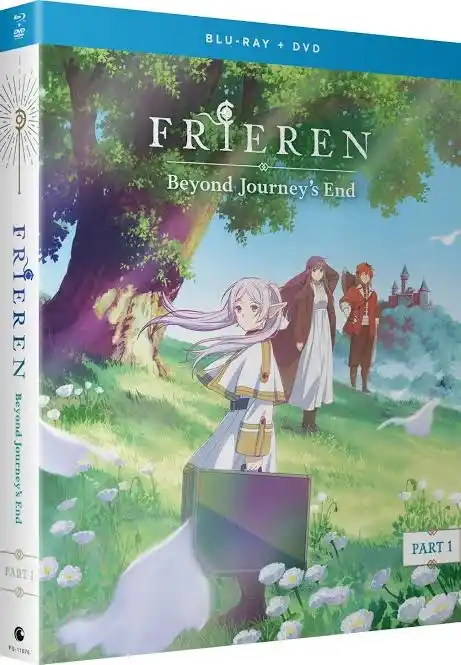 BLU-RAY + DVD
FRIEREN
Beyond Journey's End
PART 1
FRIEREN
Beyond Journey's End
PART 1